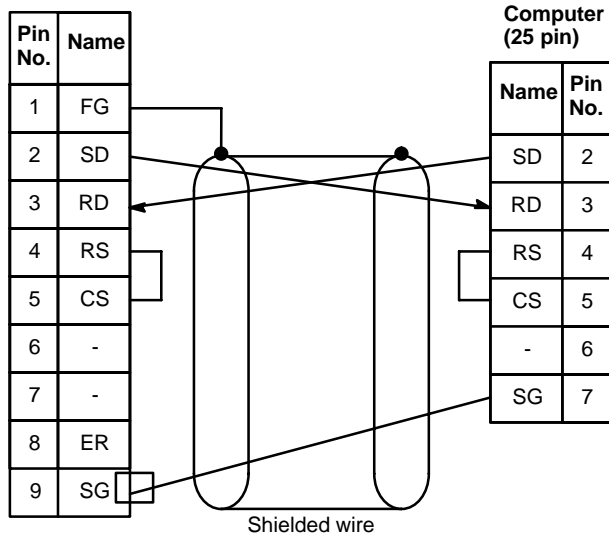 Pin No. Name
1 FG
2 SD
3 RD
4 RS
5 CS
6 -
7 -
8 ER
9 SG
Computer
(25 pin)
Name Pin No.
SD 2
RD 3
RS 4
CS 5
- 6
SG 7
Shielded wire